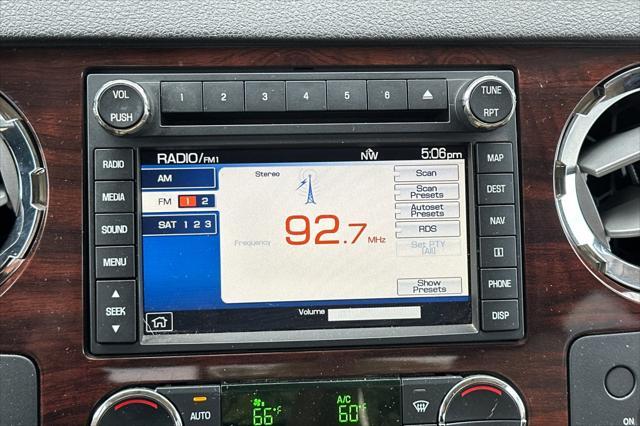 VOL
PUSH
1 2 3 4 5 6
TUNE
RPT
RADIO
MEDIA
SOUND
MENU
SEEK
RADIO/FM1
NW
5:06pm
AM
FM 1 2
SAT 1 2 3
Stereo
Frequency
92.7 MHz
Scan
Scan
Presets
Autoset
Presets
RDS
Set PTY
[All]
Show
Presets
Volume
MAP
DEST
NAV
PHONE
DISP
AUTO
66°F
A/C
60°F
ON